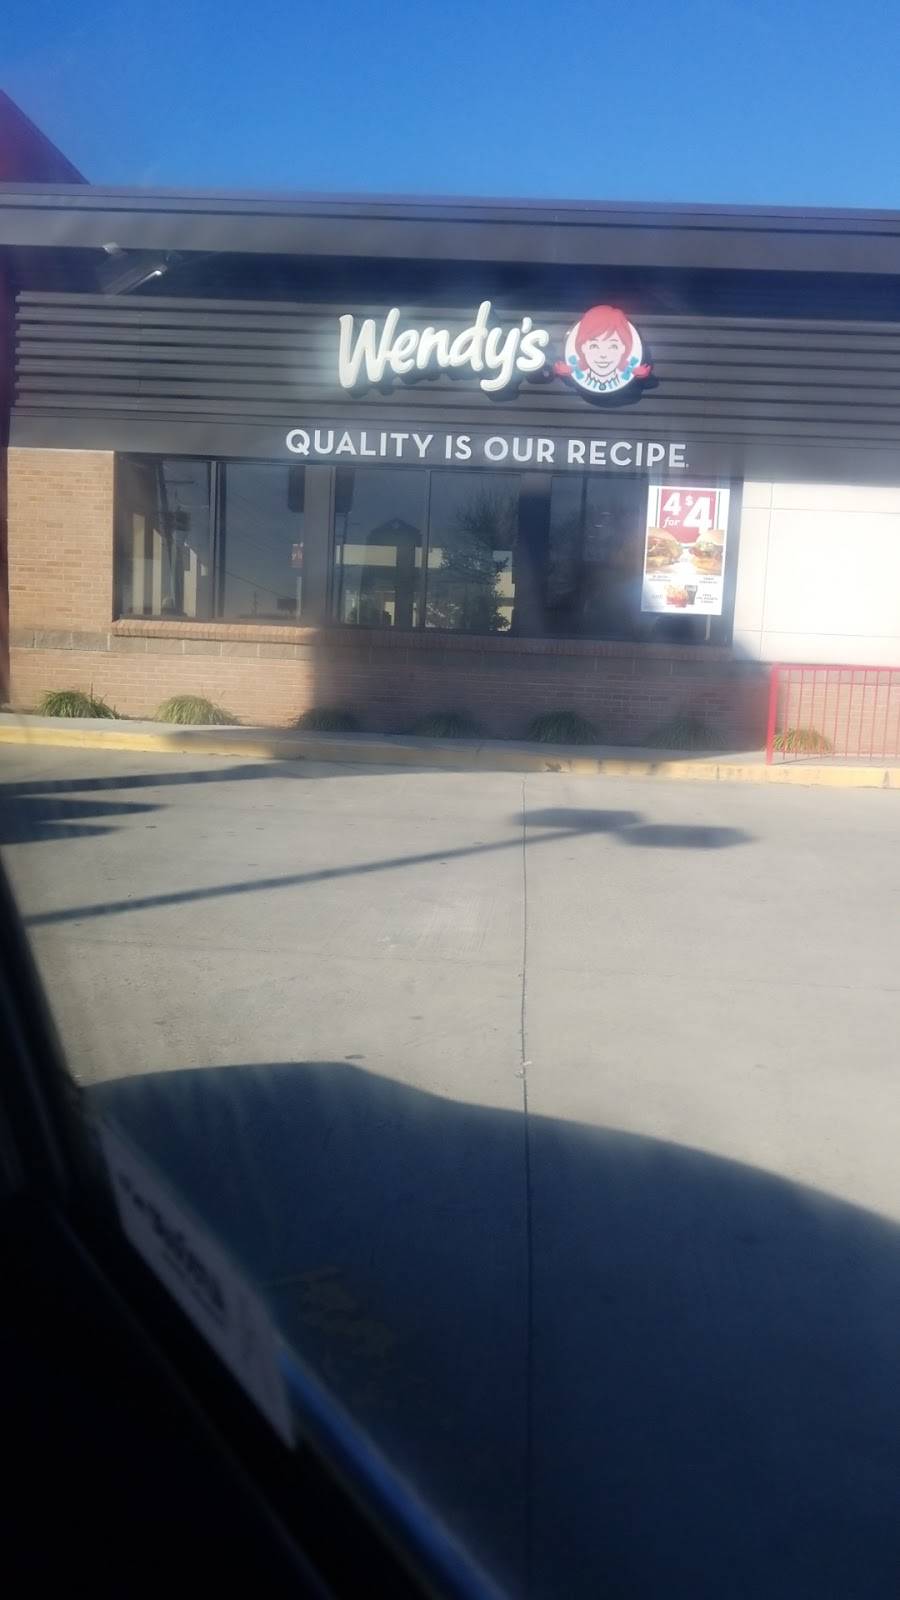 Wendy's
QUALITY IS OUR RECIPE.
4 for $4